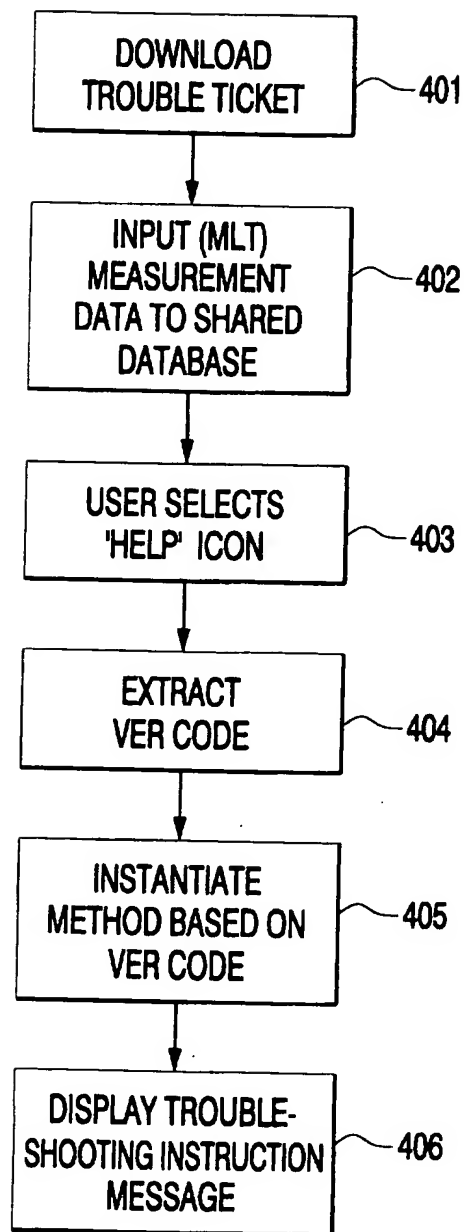 DOWNLOAD
TROUBLE TICKET
401
INPUT (MLT)
MEASUREMENT
DATA TO SHARED
DATABASE
402
USER SELECTS
'HELP' ICON
403
EXTRACT
VER CODE
404
INSTANTIATE
METHOD BASED ON
VER CODE
405
DISPLAY TROUBLE-
SHOOTING INSTRUCTION
MESSAGE
406